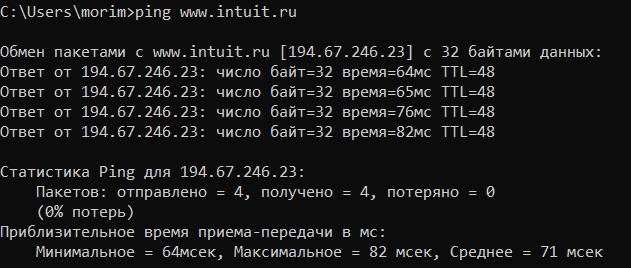 C:\Users\morim>ping www.intuit.ru
Обмен пакетами с www.intuit.ru [194.67.246.23] с 32 байтами данных:
Ответ от 194.67.246.23: число байт=32 время=64мс TTL=48
Ответ от 194.67.246.23: число байт=32 время=65мс TTL=48
Ответ от 194.67.246.23: число байт=32 время=76мс TTL=48
Ответ от 194.67.246.23: число байт=32 время=82мс TTL=48
Статистика Ping для 194.67.246.23:
Пакетов: отправлено = 4, получено = 4, потеряно = 0
(0% потерь)
Приблизительное время приема-передачи в мс:
Минимальное = 64мсек, Максимальное = 82 мсек, Среднее = 71 мсек